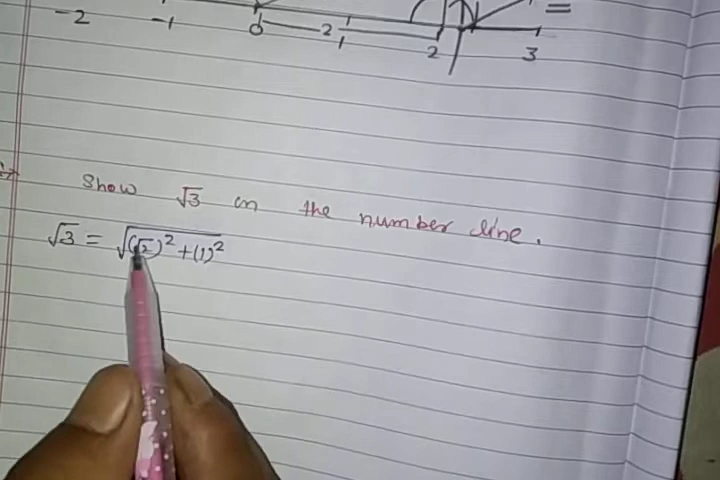 -2 -1 0 2 1 2 3
Show √3 on the number line.
√3 = √(√2)² + (1)²